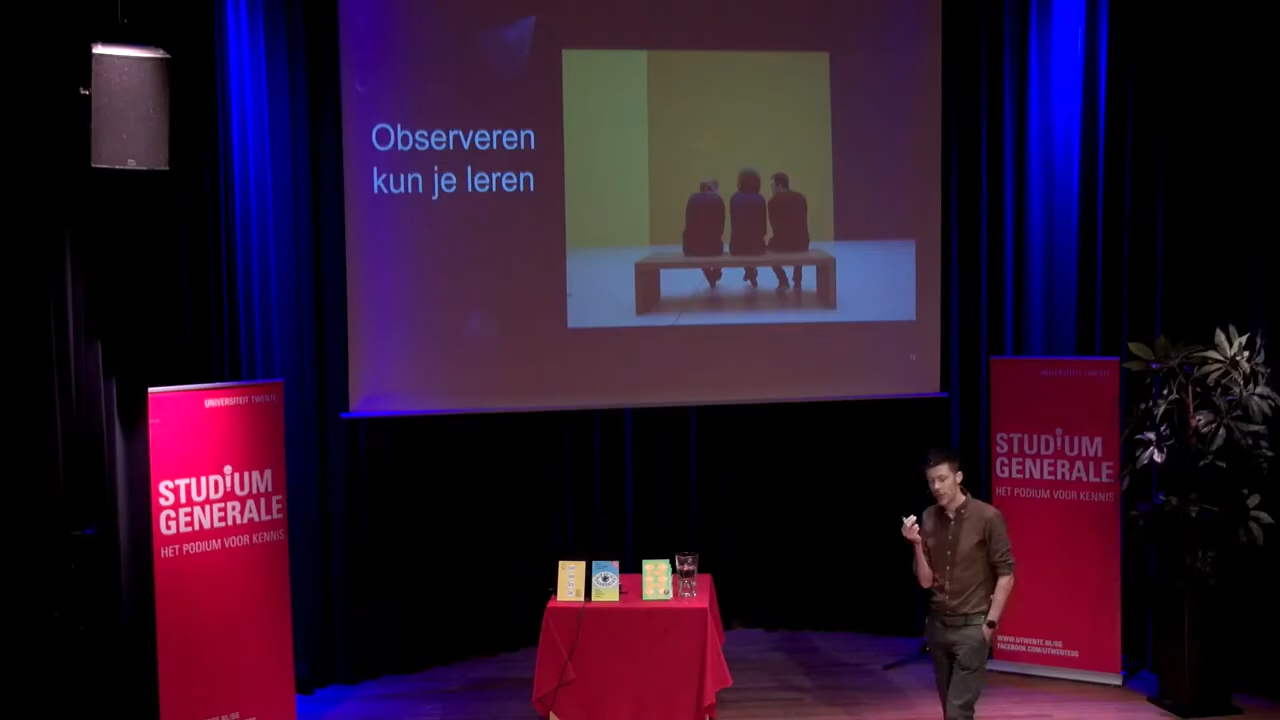 Observeren
kun je leren
UNIVERSITEIT TWENTE
STUDIUM
GENERALE
HET PODIUM VOOR KENNIS
UNIVERSITEIT TWENTE
STUDIUM
GENERALE
HET PODIUM VOOR KENNIS
WWW.UTWENTE.NL/SG
FACEBOOK.COM/UTWENTESG